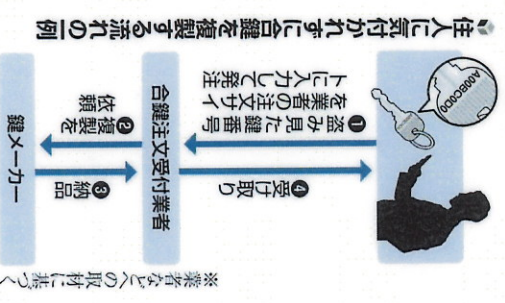 住人に気付かれずに合鍵を複製する流れの例
A00BC0C0
❶盗み見た鍵番号
を業者の注文サイ
トに入力して発注
❹受け取り
合鍵注文受付業者
❷複製を
依頼
❸納品
鍵メーカー
※業者などへの取材に基づく